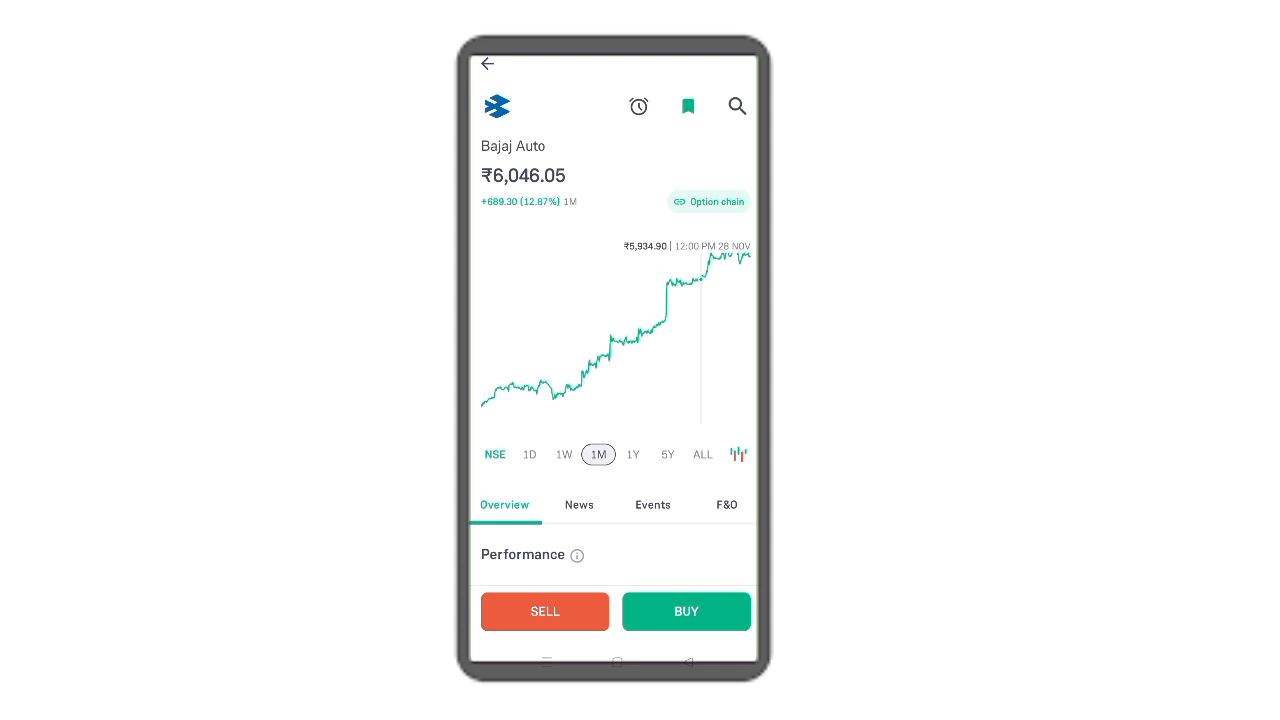 Bajaj Auto
₹6,046.05
+689.30 (12.87%) 1M
Option chain
₹5,934.90 | 12:00 PM 28 NOV
NSE 1D 1W 1M 1Y 5Y ALL
Overview News Events F&O
Performance
SELL BUY